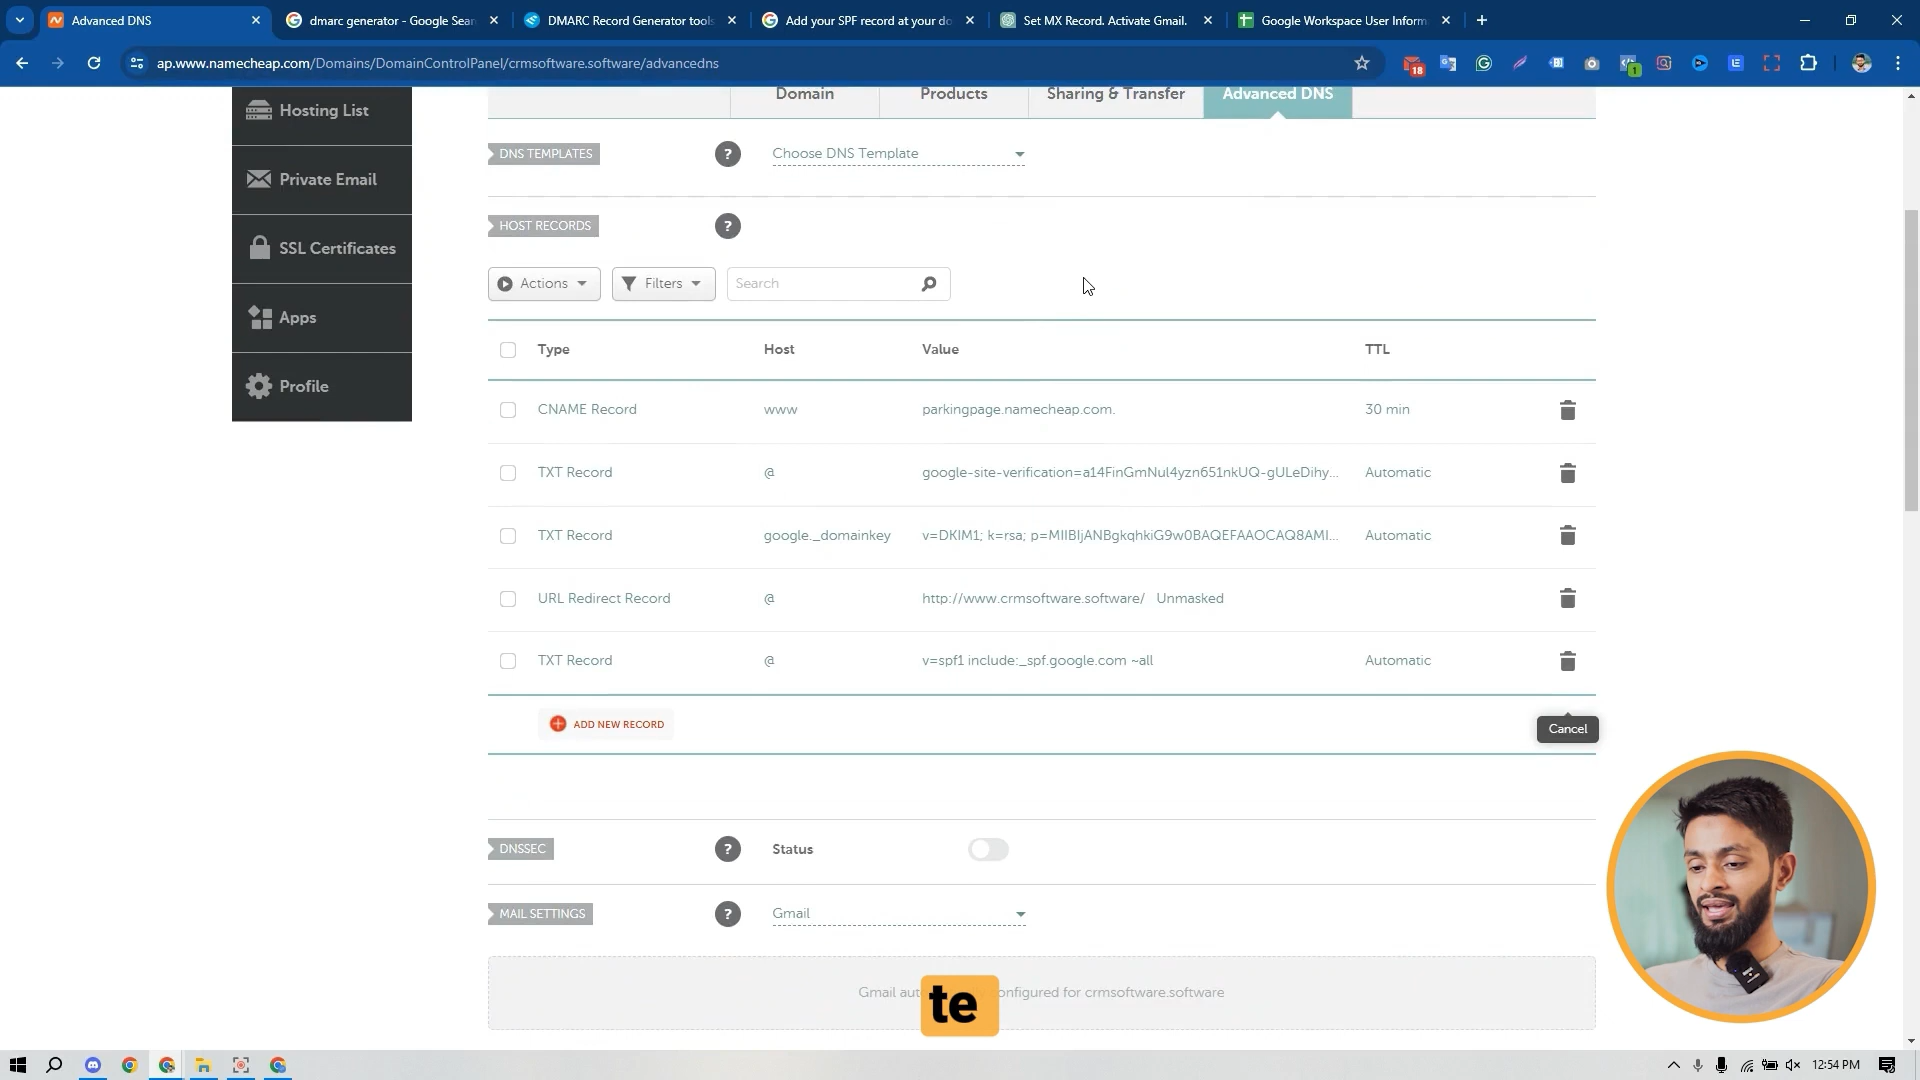 Advanced DNS
dmarc generator - Google Sear
DMARC Record Generator tools
Add your SPF record at your do
Set MX Record. Activate Gmail.
Google Workspace User Inform
ap.www.namecheap.com/Domains/DomainControlPanel/crmsoftware.software/advancedns
18
1
Domain
Products
Sharing & Transfer
Advanced DNS
Hosting List
Private Email
SSL Certificates
Apps
Profile
DNS TEMPLATES
?
Choose DNS Template
HOST RECORDS
?
Actions
Filters
Search
Type Host Value TTL
CNAME Record www parkingpage.namecheap.com. 30 min
TXT Record @ google-site-verification=a14FinGmNul4yzn651nkUQ-gULeDihy... Automatic
TXT Record google._domainkey v=DKIM1; k=rsa; p=MIIBIjANBgkqhkiG9w0BAQEFAAOCAQ8AMI... Automatic
URL Redirect Record @ http://www.crmsoftware.software/ Unmasked
TXT Record @ v=spf1 include:_spf.google.com ~all Automatic
ADD NEW RECORD
Cancel
DNSSEC
?
Status
MAIL SETTINGS
?
Gmail
Gmail aut onfigured for crmsoftware.software
te
12:54 PM